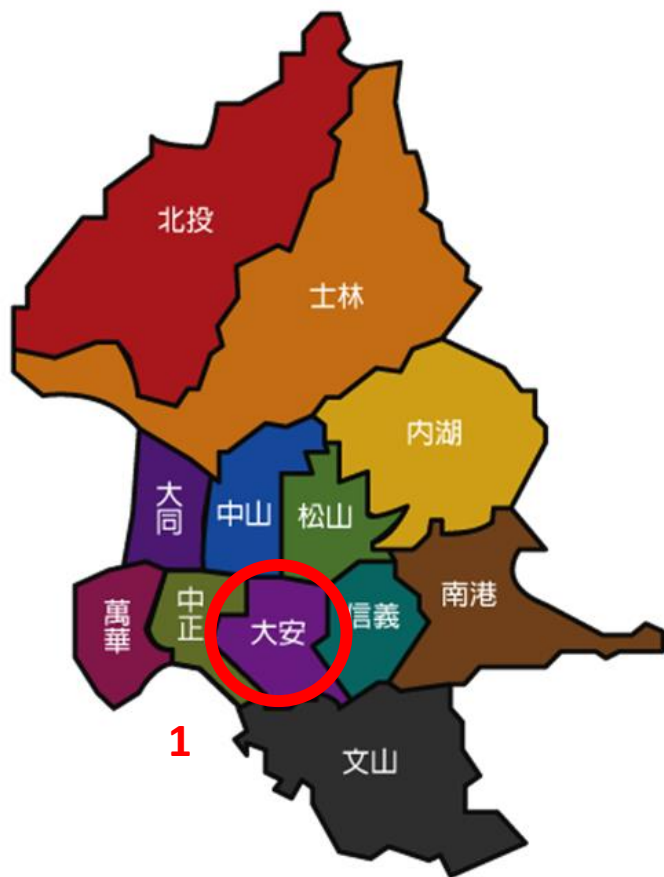 北投
士林
內湖
大同
中山
松山
南港
萬華
中正
大安
信義
1
文山